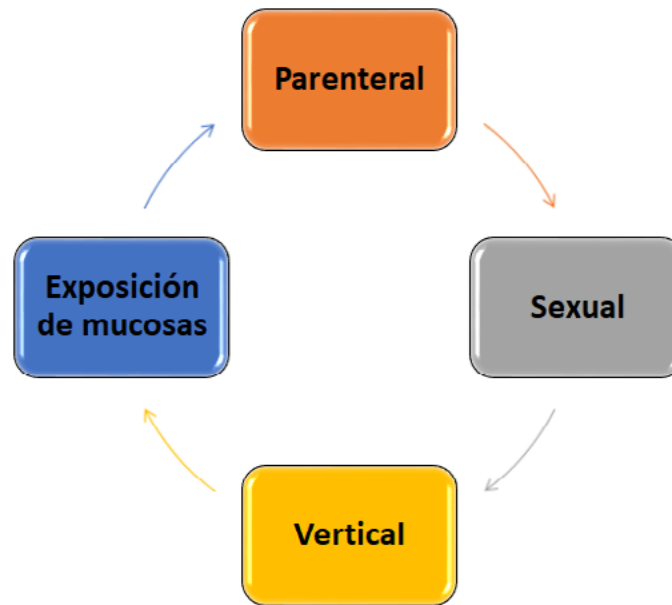 Parenteral
Sexual
Vertical
Exposición
de mucosas